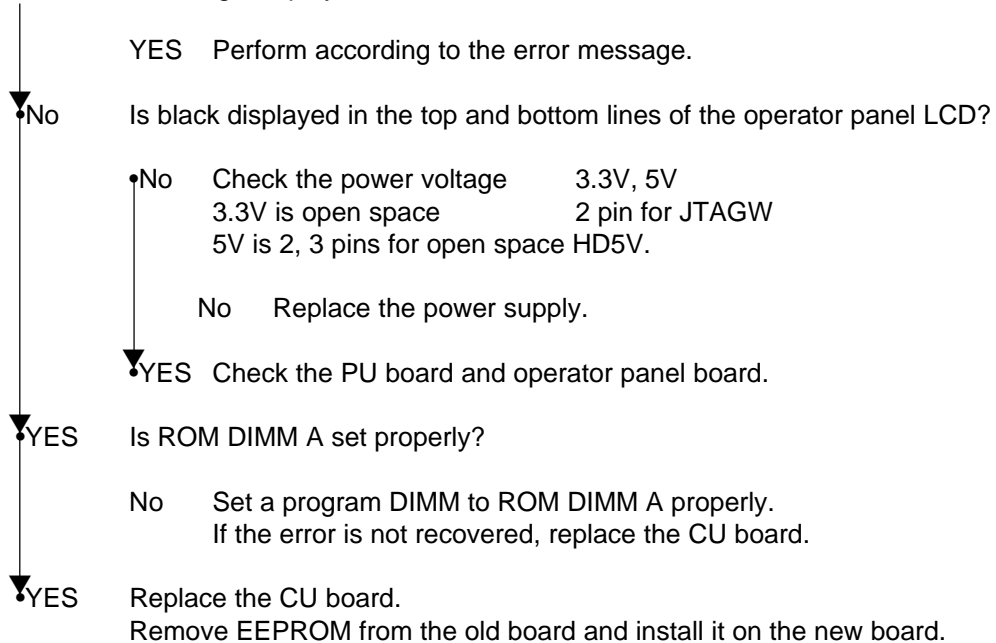 YES Perform according to the error message.
No Is black displayed in the top and bottom lines of the operator panel LCD?
No Check the power voltage 3.3V, 5V
3.3V is open space 2 pin for JTAGW
5V is 2, 3 pins for open space HD5V.
No Replace the power supply.
YES Check the PU board and operator panel board.
YES Is ROM DIMM A set properly?
No Set a program DIMM to ROM DIMM A properly.
If the error is not recovered, replace the CU board.
YES Replace the CU board.
Remove EEPROM from the old board and install it on the new board.